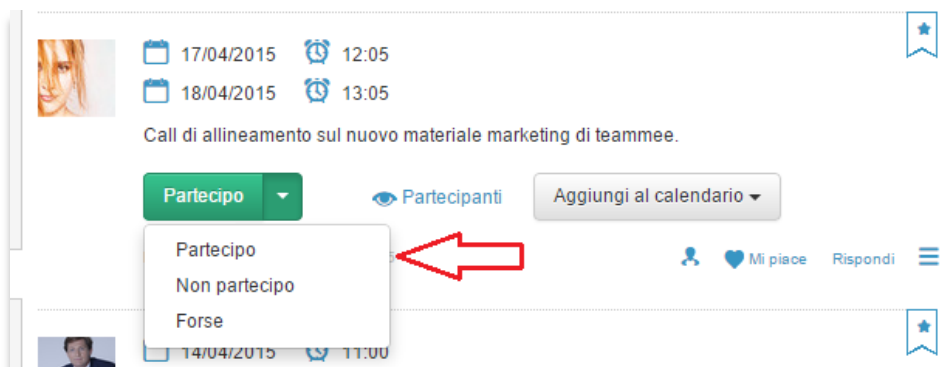 17/04/2015 12:05
18/04/2015 13:05
Call di allineamento sul nuovo materiale marketing di teammee.
Partecipo Partecipanti Aggiungi al calendario
Partecipo
Mi piace Rispondi
Non partecipo
Forse
14/04/2015 11:00